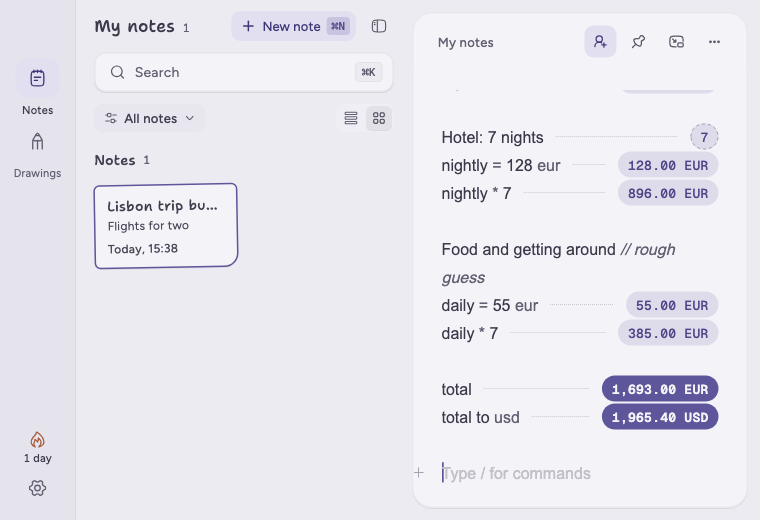 My notes 1
+ New note ⌘N
Search ⌘K
All notes
Notes 1
Lisbon trip bu...
Flights for two
Today, 15:38
Notes
Drawings
1 day
My notes
Hotel: 7 nights 7
nightly = 128 eur 128.00 EUR
nightly * 7 896.00 EUR
Food and getting around // rough
guess
daily = 55 eur 55.00 EUR
daily * 7 385.00 EUR
total 1,693.00 EUR
total to usd 1,965.40 USD
+ Type / for commands